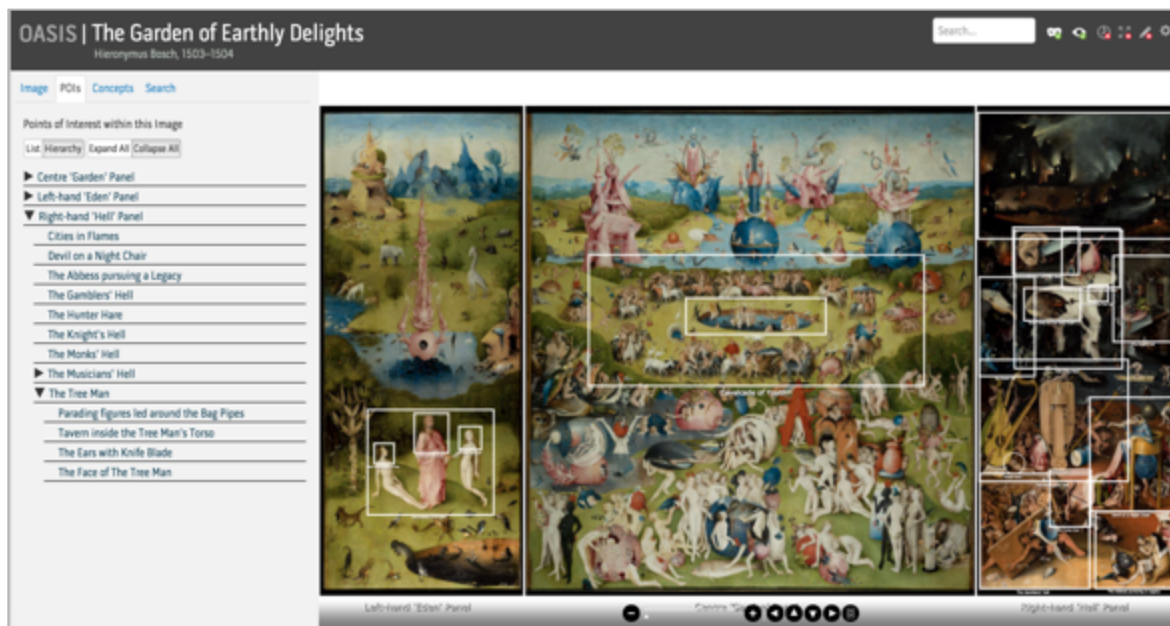 OASIS | The Garden of Earthly Delights
Hieronymus Bosch, 1503–1504
Search...
Image POIs Concepts Search
Points of Interest within this Image
List Hierarchy Expand All Collapse All
Centre 'Garden' Panel
Left-hand 'Eden' Panel
Right-hand 'Hell' Panel
Cities in Flames
Devil on a Night Chair
The Abbess pursuing a Legacy
The Gamblers' Hell
The Hunter Hare
The Knight's Hell
The Monks' Hell
The Musicians' Hell
The Tree Man
Parading figures led around the Bag Pipes
Tavern inside the Tree Man's Torso
The Ears with Knife Blade
The Face of The Tree Man
Cavalcade of
Left-hand 'Eden' Panel
Centre
Right-hand 'Hell' Panel